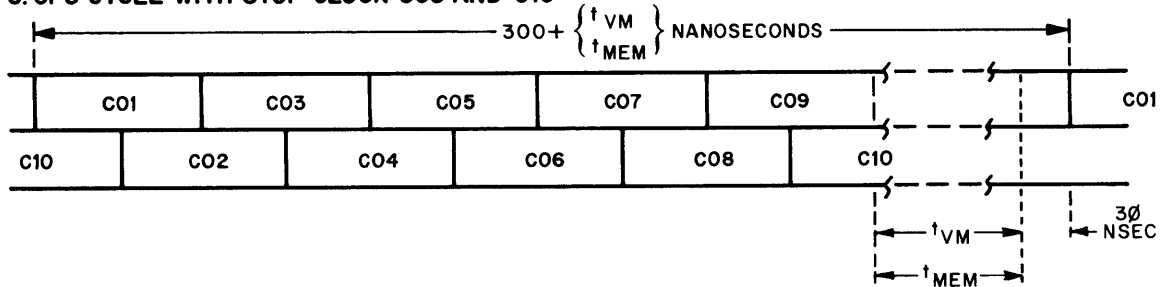 300+ { tVM tMEM } NANOSECONDS
C01 C03 C05 C07 C09 C01
C10 C02 C04 C06 C08 C10
tVM
3Ø
NSEC
tMEM